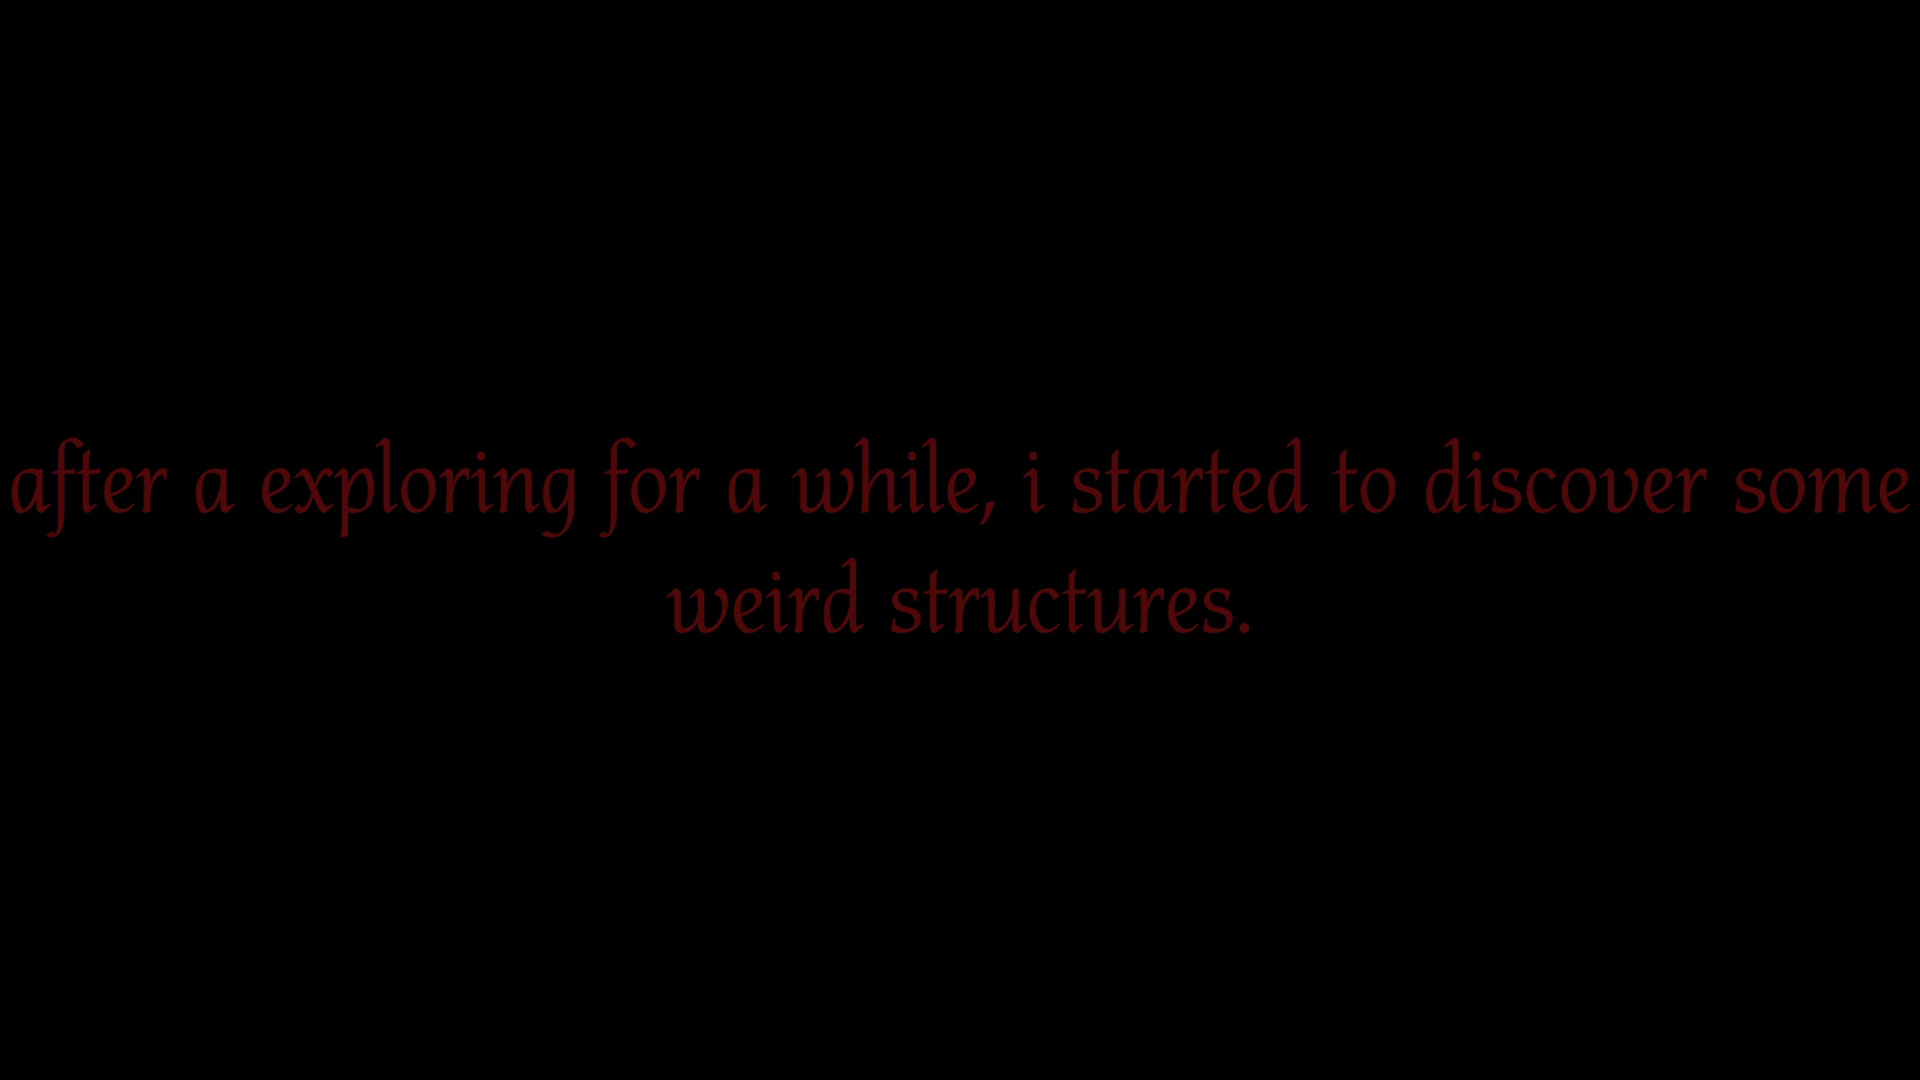 after a exploring for a while, i started to discover some
weird structures.